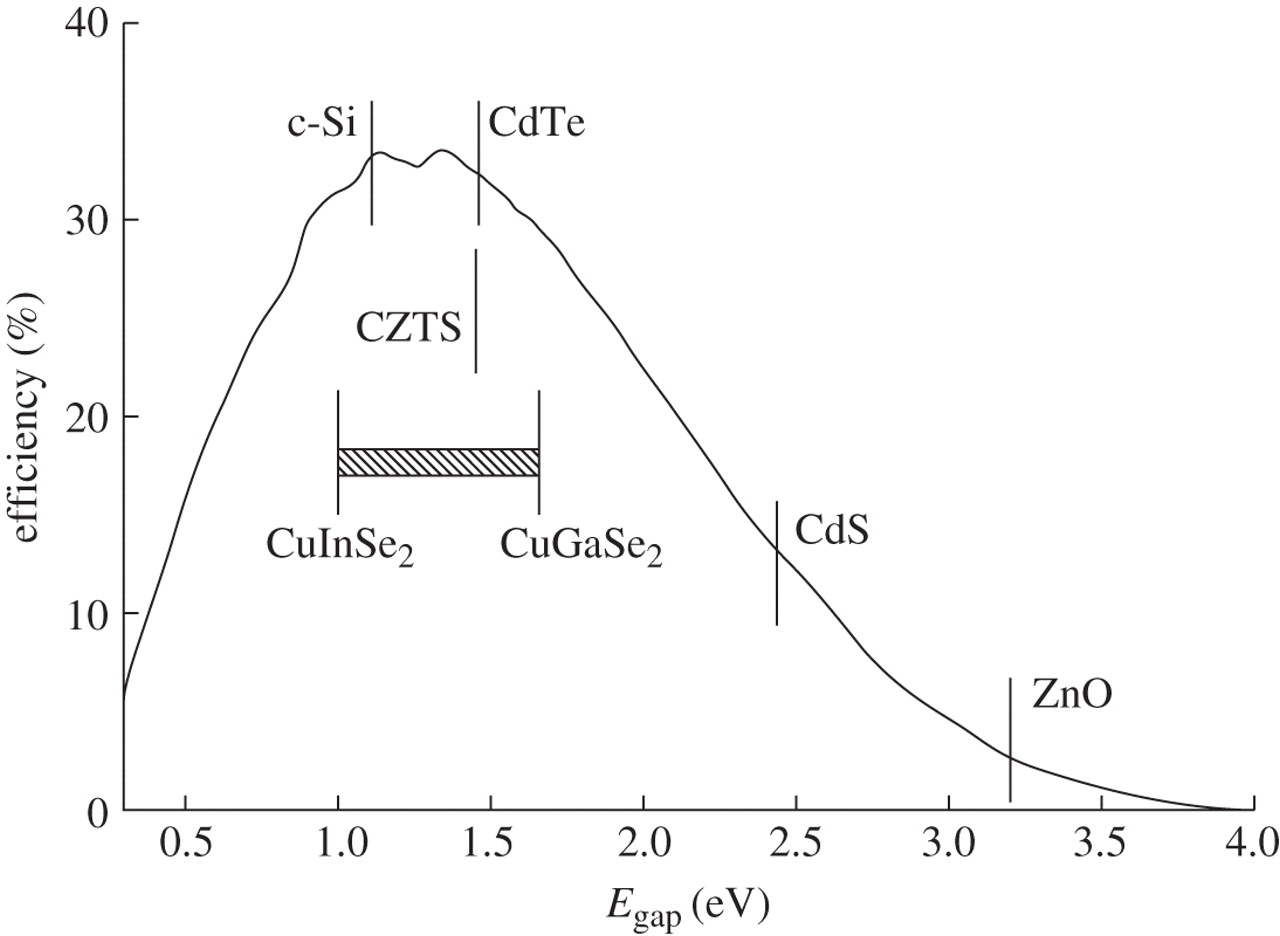 40
c-Si
CdTe
30
CZTS
efficiency (%)
20
CuInSe₂
CuGaSe₂
CdS
10
ZnO
0
0.5 1.0 1.5 2.0 2.5 3.0 3.5 4.0
E_gap (eV)